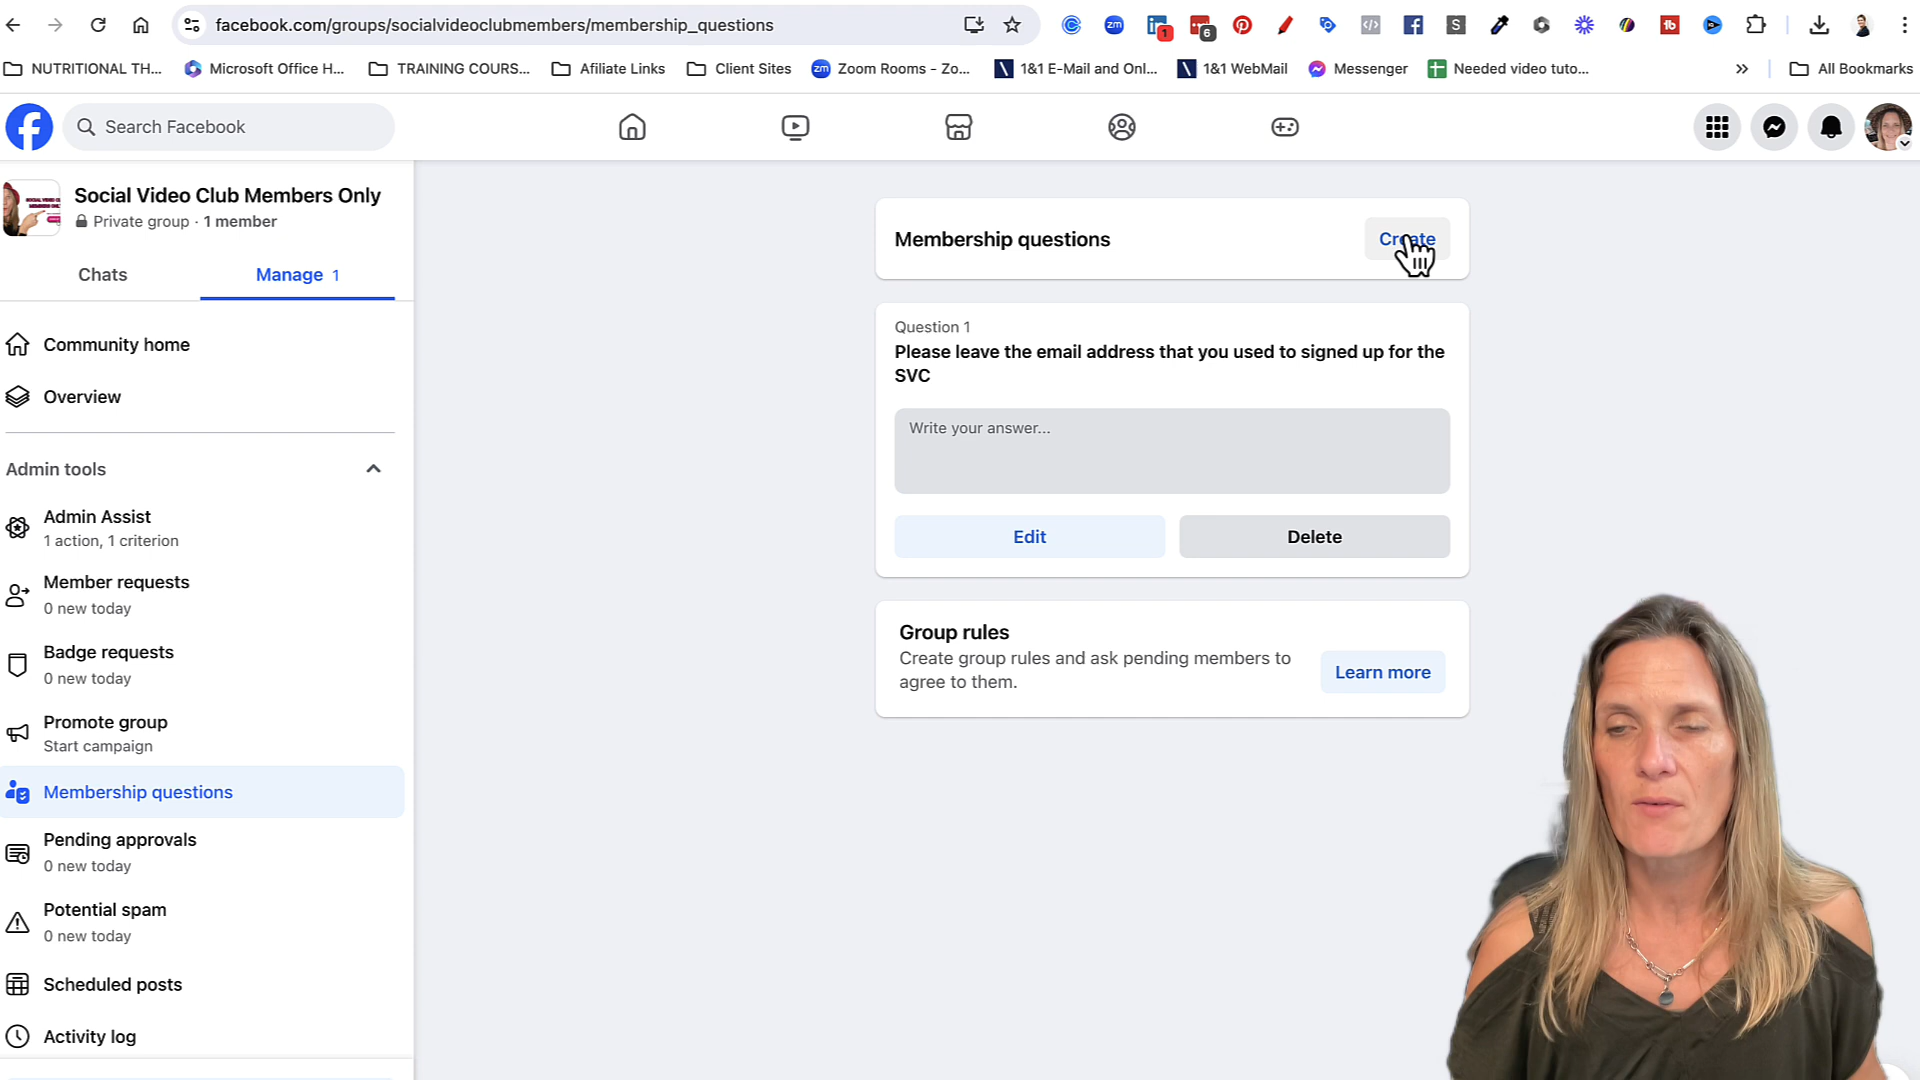 facebook.com/groups/socialvideoclubmembers/membership_questions
1
6
NUTRITIONAL TH...
Microsoft Office H...
TRAINING COURS...
Afiliate Links
Client Sites
zm
Zoom Rooms - Zo...
1&1 E-Mail and Onl...
1&1 WebMail
Messenger
Needed video tuto...
All Bookmarks
Search Facebook
Social Video Club Members Only
Private group · 1 member
Chats
Manage 1
Community home
Overview
Admin tools
Admin Assist
1 action, 1 criterion
Member requests
0 new today
Badge requests
0 new today
Promote group
Start campaign
Membership questions
Pending approvals
0 new today
Potential spam
0 new today
Scheduled posts
Activity log
Membership questions
Create
Question 1
Please leave the email address that you used to signed up for the
SVC
Write your answer...
Edit
Delete
Group rules
Create group rules and ask pending members to
agree to them.
Learn more